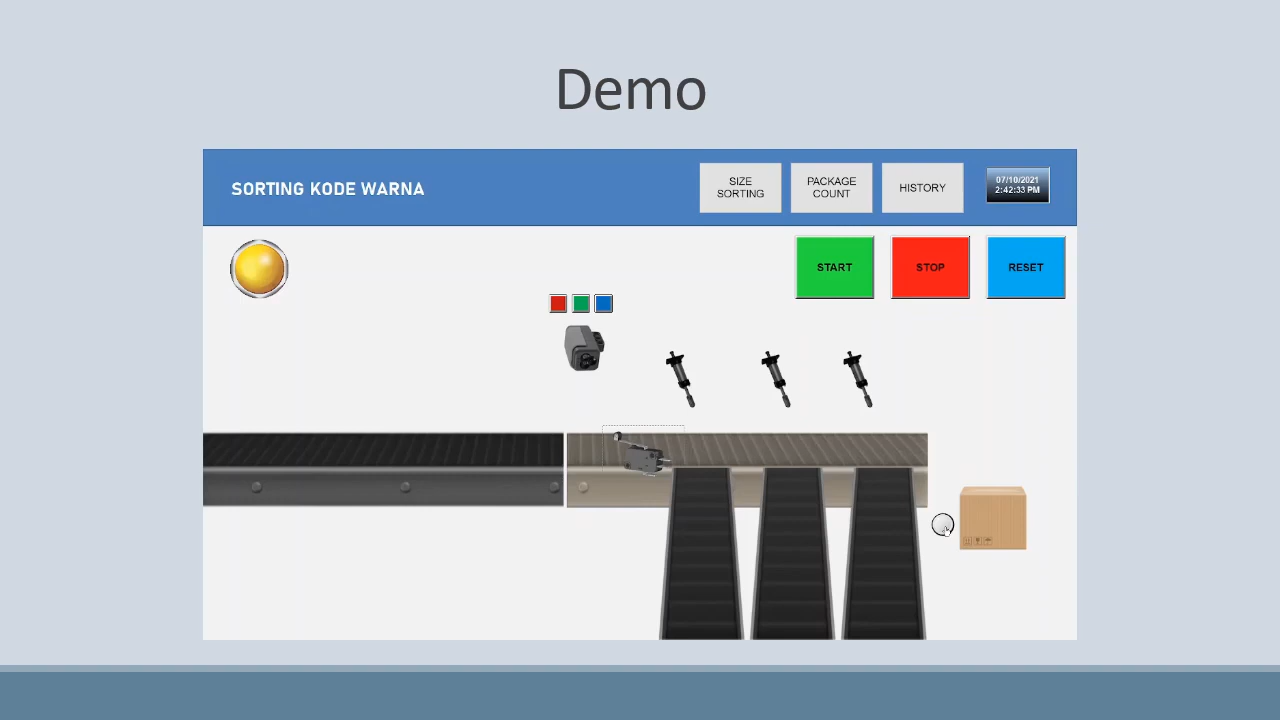 Demo
SORTING KODE WARNA
SIZE
SORTING
PACKAGE
COUNT
HISTORY
07/10/2021
2:42:33 PM
START
STOP
RESET